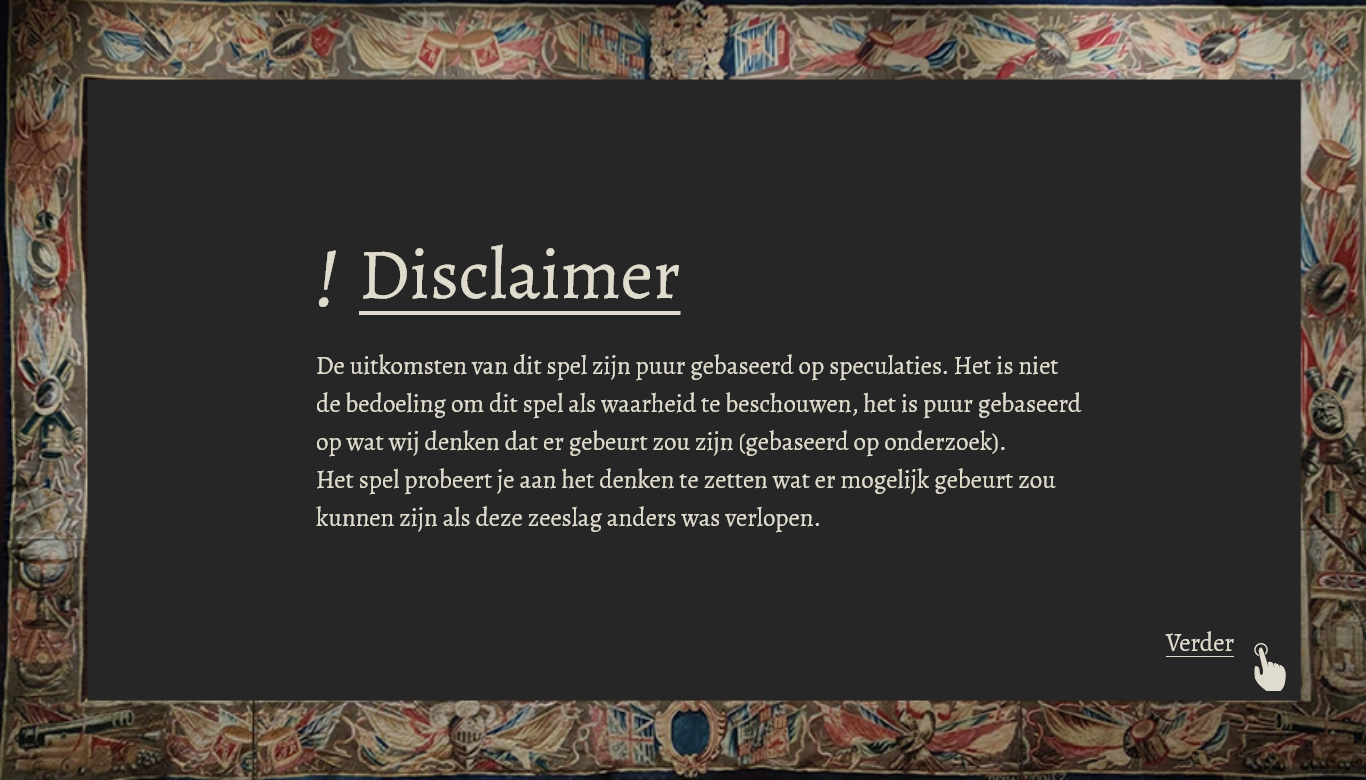 ! Disclaimer
De uitkomsten van dit spel zijn puur gebaseerd op speculaties. Het is niet
de bedoeling om dit spel als waarheid te beschouwen, het is puur gebaseerd
op wat wij denken dat er gebeurt zou zijn (gebaseerd op onderzoek).
Het spel probeert je aan het denken te zetten wat er mogelijk gebeurt zou
kunnen zijn als deze zeeslag anders was verlopen.
Verder